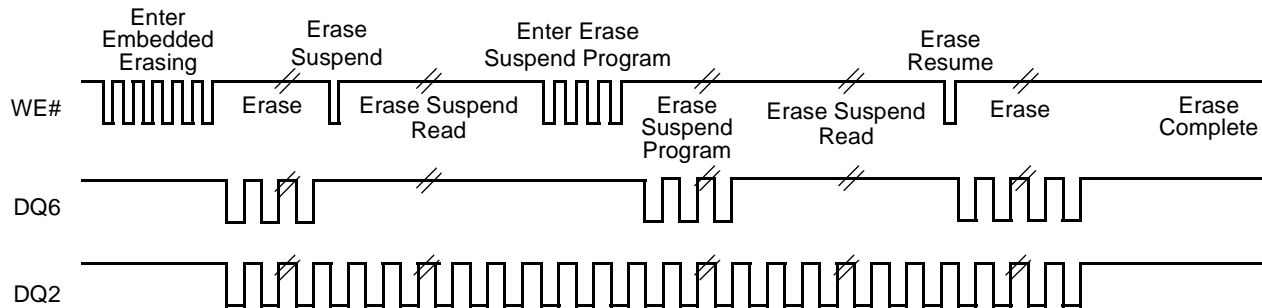 Enter
Embedded
Erasing
Erase
Suspend
Enter Erase
Suspend Program
Erase
Resume
WE#
Erase
Erase Suspend
Read
Erase
Suspend
Program
Erase Suspend
Read
Erase
Erase
Complete
DQ6
DQ2